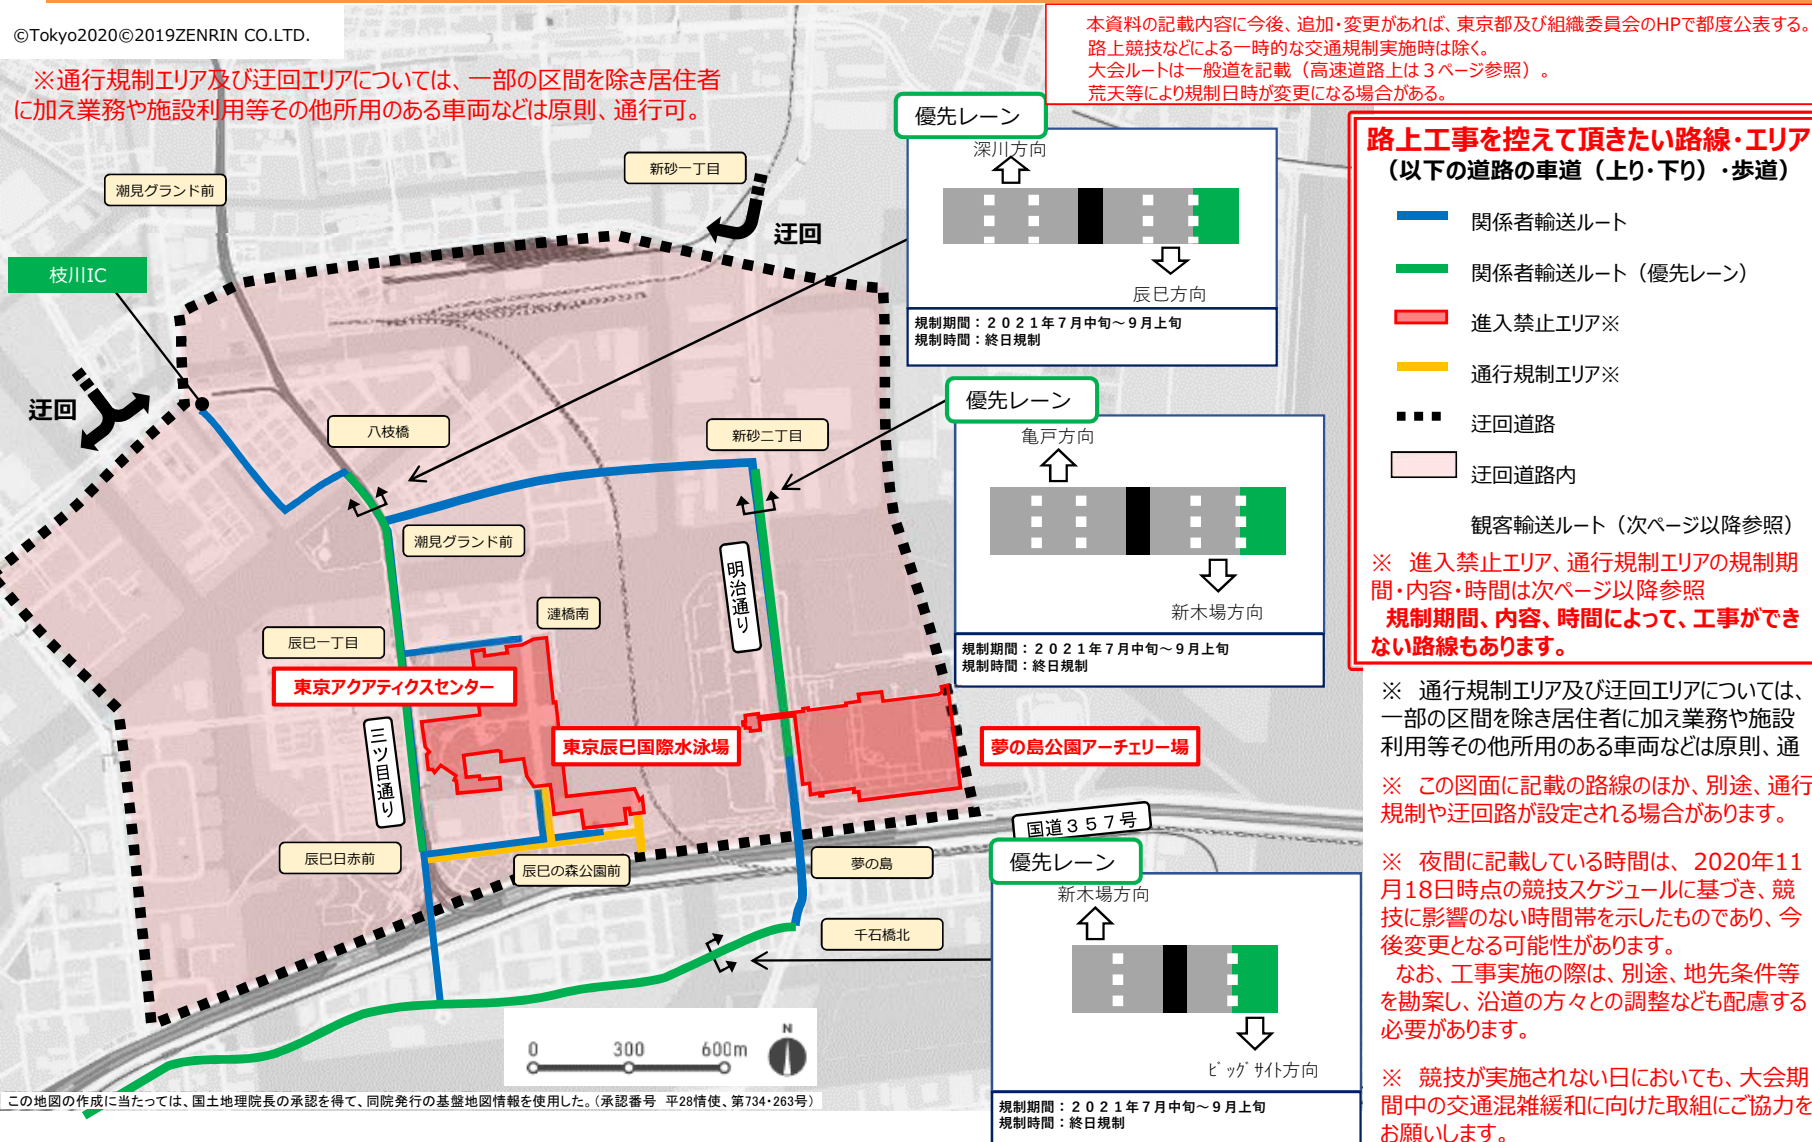 ©Tokyo2020©2019ZENRIN CO.LTD.
本資料の記載内容に今後、追加・変更があれば、東京都及び組織委員会のHPで都度公表する。
路上競技などによる一時的な交通規制実施時は除く。
大会ルートは一般道を記載（高速道路上は３ページ参照）。
荒天等により規制日時が変更になる場合がある。
※通行規制エリア及び迂回エリアについては、一部の区間を除き居住者
に加え業務や施設利用等その他所用のある車両などは原則、通行可。
潮見グランド前
新砂一丁目
迂回
枝川IC
迂回
八枝橋
新砂二丁目
潮見グランド前
明治通り
漣橋南
辰巳一丁目
東京アクアティクスセンター
三ツ目通り
東京辰巳国際水泳場
夢の島公園アーチェリー場
国道３５７号
辰巳日赤前
辰巳の森公園前
夢の島
千石橋北
優先レーン
深川方向
辰巳方向
規制期間：２０２１年７月中旬～９月上旬
規制時間：終日規制
優先レーン
亀戸方向
新木場方向
規制期間：２０２１年７月中旬～９月上旬
規制時間：終日規制
優先レーン
新木場方向
ﾋﾞｯｸﾞｻｲﾄ方向
規制期間：２０２１年７月中旬～９月上旬
規制時間：終日規制
路上工事を控えて頂きたい路線・エリア
（以下の道路の車道（上り・下り）・歩道）
関係者輸送ルート
関係者輸送ルート（優先レーン）
進入禁止エリア※
通行規制エリア※
迂回道路
迂回道路内
観客輸送ルート（次ページ以降参照）
※　進入禁止エリア、通行規制エリアの規制期
間・内容・時間は次ページ以降参照
規制期間、内容、時間によって、工事ができ
ない路線もあります。
※　通行規制エリア及び迂回エリアについては、
一部の区間を除き居住者に加え業務や施設
利用等その他所用のある車両などは原則、通
※　この図面に記載の路線のほか、別途、通行
規制や迂回路が設定される場合があります。
※　夜間に記載している時間は、2020年11
月18日時点の競技スケジュールに基づき、競
技に影響のない時間帯を示したものであり、今
後変更となる可能性があります。
なお、工事実施の際は、別途、地先条件等
を勘案し、沿道の方々との調整なども配慮する
必要があります。
※　競技が実施されない日においても、大会期
間中の交通混雑緩和に向けた取組にご協力を
お願いします。
0 300 600m
N
この地図の作成に当たっては、国土地理院長の承認を得て、同院発行の基盤地図情報を使用した。（承認番号　平28情使、第734・263号）